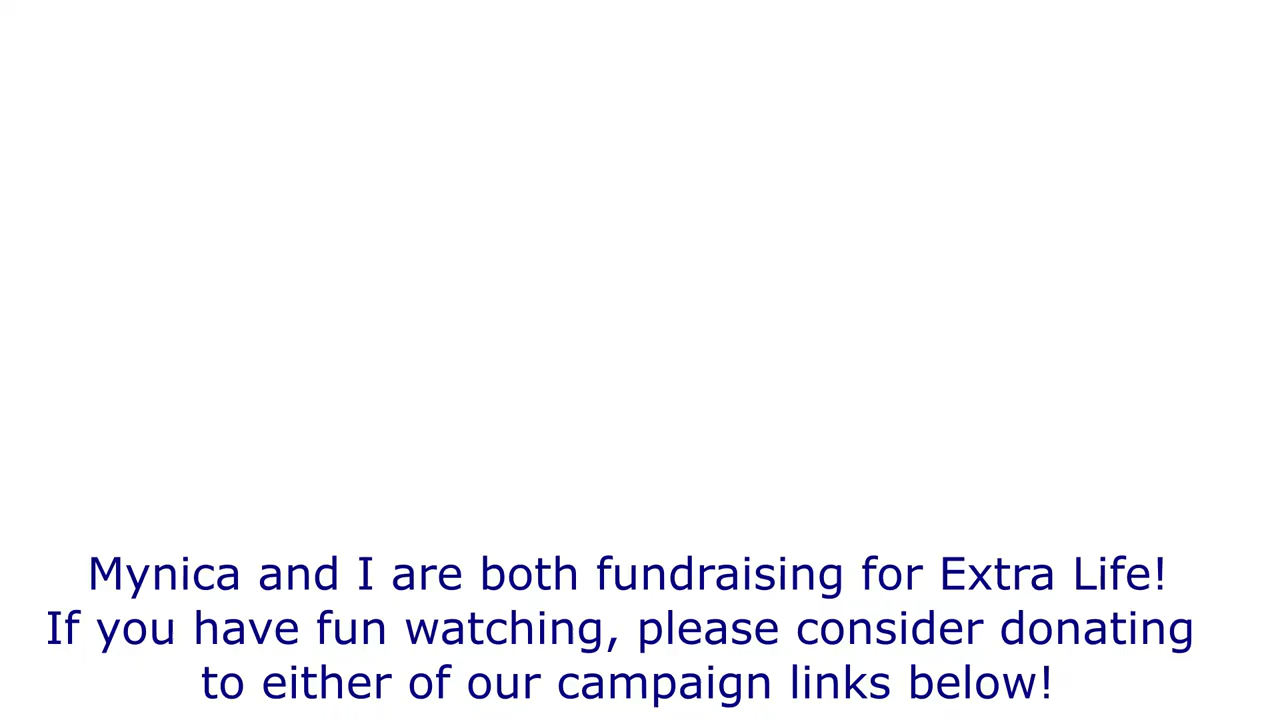 Mynica and I are both fundraising for Extra Life!
If you have fun watching, please consider donating
to either of our campaign links below!